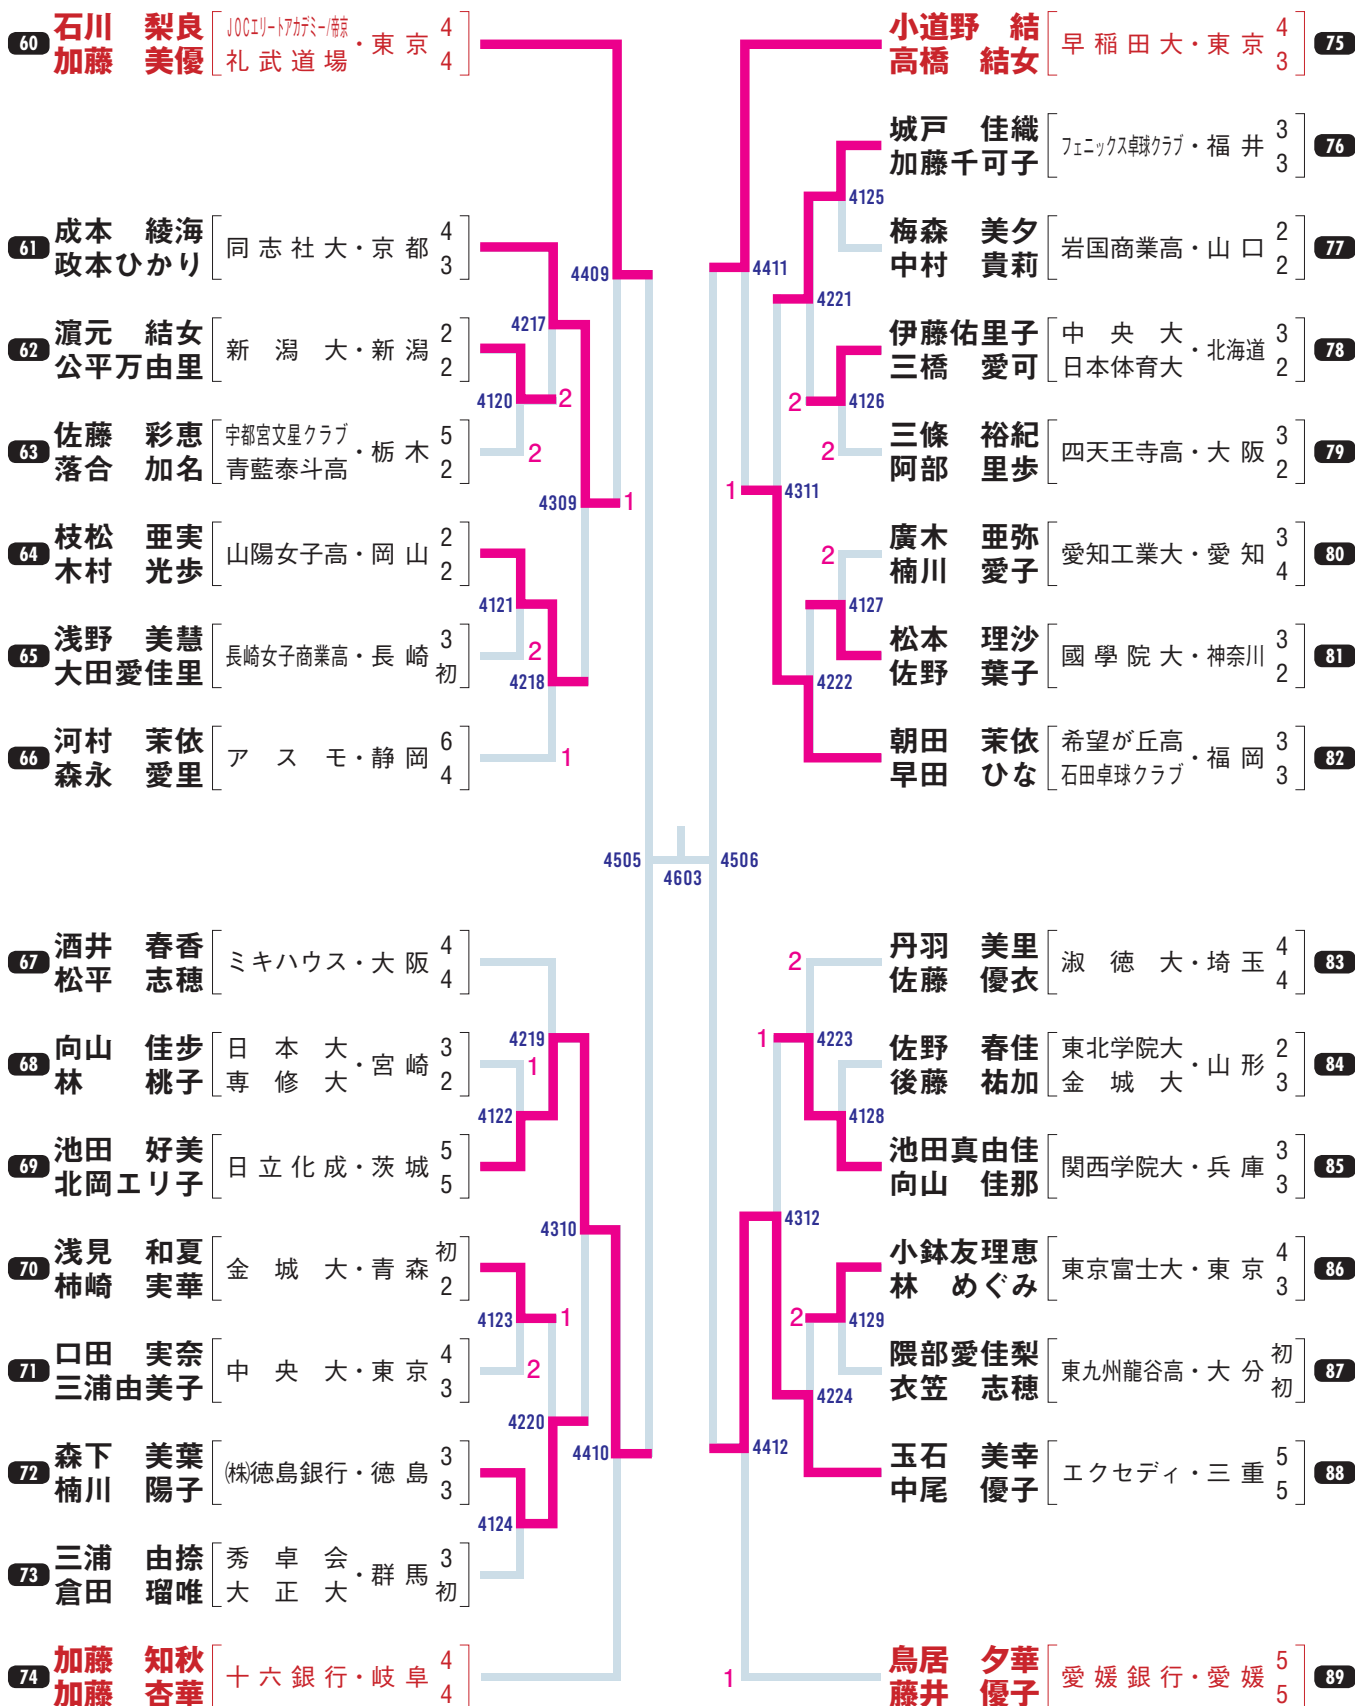 60 石川　梨良 JOCエリートアカデミー/帝京 ・東京 4
加藤　美優 礼武道場 4
61 成本　綾海 同志社大・京都 4
政本ひかり 3
62 濵元　結女 新潟大・新潟 2
公平万由里 2
63 佐藤　彩恵 宇都宮文星クラブ ・栃木 5
落合　加名 青藍泰斗高 2
64 枝松　亜実 山陽女子高・岡山 2
木村　光歩 2
65 浅野　美慧 長崎女子商業高・長崎 3
大田愛佳里 初
66 河村　茉依 アスモ・静岡 6
森永　愛里 4
67 酒井　春香 ミキハウス・大阪 4
松平　志穂 4
68 向山　佳歩 日本大 ・宮崎 3
林　桃子 専修大 2
69 池田　好美 日立化成・茨城 5
北岡エリ子 5
70 浅見　和夏 金城大・青森 初
柿崎　実華 2
71 口田　実奈 中央大・東京 4
三浦由美子 3
72 森下　美葉 ㈱徳島銀行・徳島 3
楠川　陽子 3
73 三浦　由捺 秀卓会 ・群馬 3
倉田　瑠唯 大正大 初
74 加藤　知秋 十六銀行・岐阜 4
加藤　杏華 4
4409
4217
4120 2
2
4309 1
4121
2
4218
1
4505
4603
4506
4219
1
4122
4310
4123 1
2
4220
4410
4124
小道野　結 早稲田大・東京 4 75
高橋　結女 3
城戸　佳織 フェニックス卓球クラブ・福井 3 76
加藤千可子 3
梅森　美夕 岩国商業高・山口 2 77
中村　貴莉 2
伊藤佑里子 中央大 ・北海道 3 78
三橋　愛可 日本体育大 2
三條　裕紀 四天王寺高・大阪 3 79
阿部　里歩 2
廣木　亜弥 愛知工業大・愛知 3 80
楠川　愛子 4
松本　理沙 國學院大・神奈川 3 81
佐野　葉子 2
朝田　茉依 希望が丘高 ・福岡 3 82
早田　ひな 石田卓球クラブ 3
丹羽　美里 淑徳大・埼玉 4 83
佐藤　優衣 4
佐野　春佳 東北学院大 ・山形 2 84
後藤　祐加 金城大 3
池田真由佳 関西学院大・兵庫 3 85
向山　佳那 3
小鉢友理恵 東京富士大・東京 4 86
林　めぐみ 3
隈部愛佳梨 東九州龍谷高・大分 初 87
衣笠　志穂 初
玉石　美幸 エクセディ・三重 5 88
中尾　優子 5
鳥居　夕華 愛媛銀行・愛媛 5 89
藤井　優子 5
4125
4411
4221
2 4126
2
1 4311
2
4127
4222
2
1 4223
4128
4312
2 4129
4224
4412
1